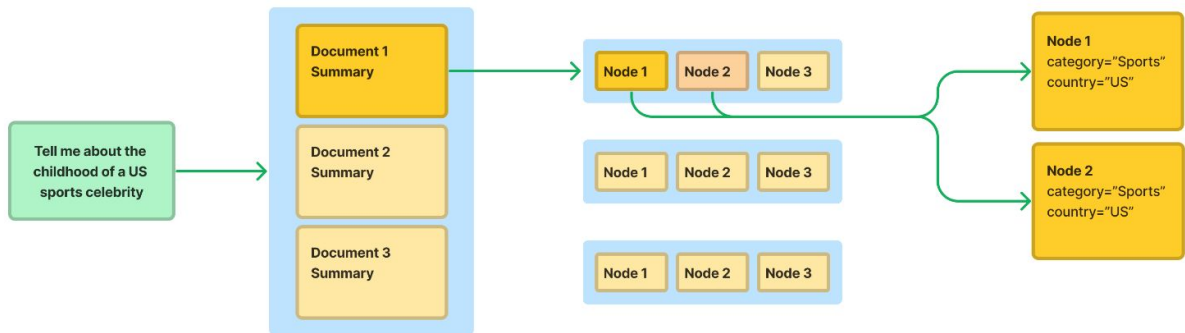 Tell me about the
childhood of a US
sports celebrity
Document 1
Summary
Document 2
Summary
Document 3
Summary
Node 1
Node 2
Node 3
Node 1
Node 2
Node 3
Node 1
Node 2
Node 3
Node 1
category=”Sports”
country=”US”
Node 2
category=”Sports”
country=”US”